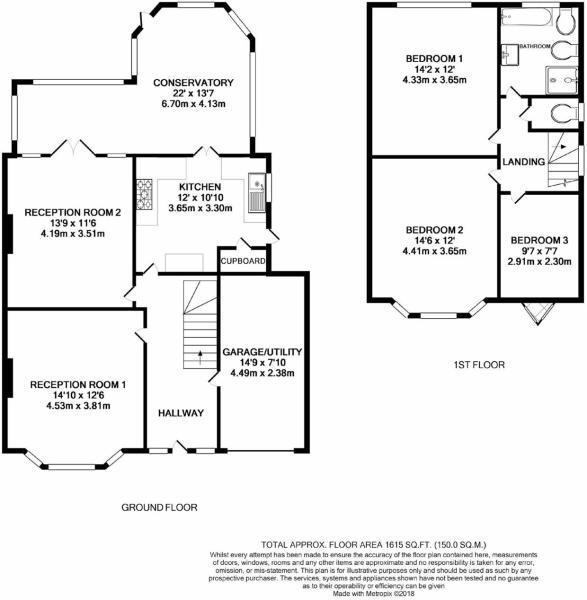 CONSERVATORY
22' x 13'7
6.70m x 4.13m
KITCHEN
12' x 10'10
3.65m x 3.30m
RECEPTION ROOM 2
13'9 x 11'6
4.19m x 3.51m
CUPBOARD
GARAGE/UTILITY
14'9 x 7'10
4.49m x 2.38m
RECEPTION ROOM 1
14'10 x 12'6
4.53m x 3.81m
HALLWAY
GROUND FLOOR
BEDROOM 1
14'2 x 12'
4.33m x 3.65m
BATHROOM
LANDING
BEDROOM 2
14'6 x 12'
4.41m x 3.65m
BEDROOM 3
9'7 x 7'7
2.91m x 2.30m
1ST FLOOR
TOTAL APPROX. FLOOR AREA 1615 SQ.FT. (150.0 SQ.M.)
Whilst every attempt has been made to ensure the accuracy of the floor plan contained here, measurements
of doors, windows, rooms and any other items are approximate and no responsibility is taken for any error,
omission, or mis-statement. This plan is for illustrative purposes only and should be used as such by any
prospective purchaser. The services, systems and appliances shown have not been tested and no guarantee
as to their operability or efficiency can be given
Made with Metropix ©2018